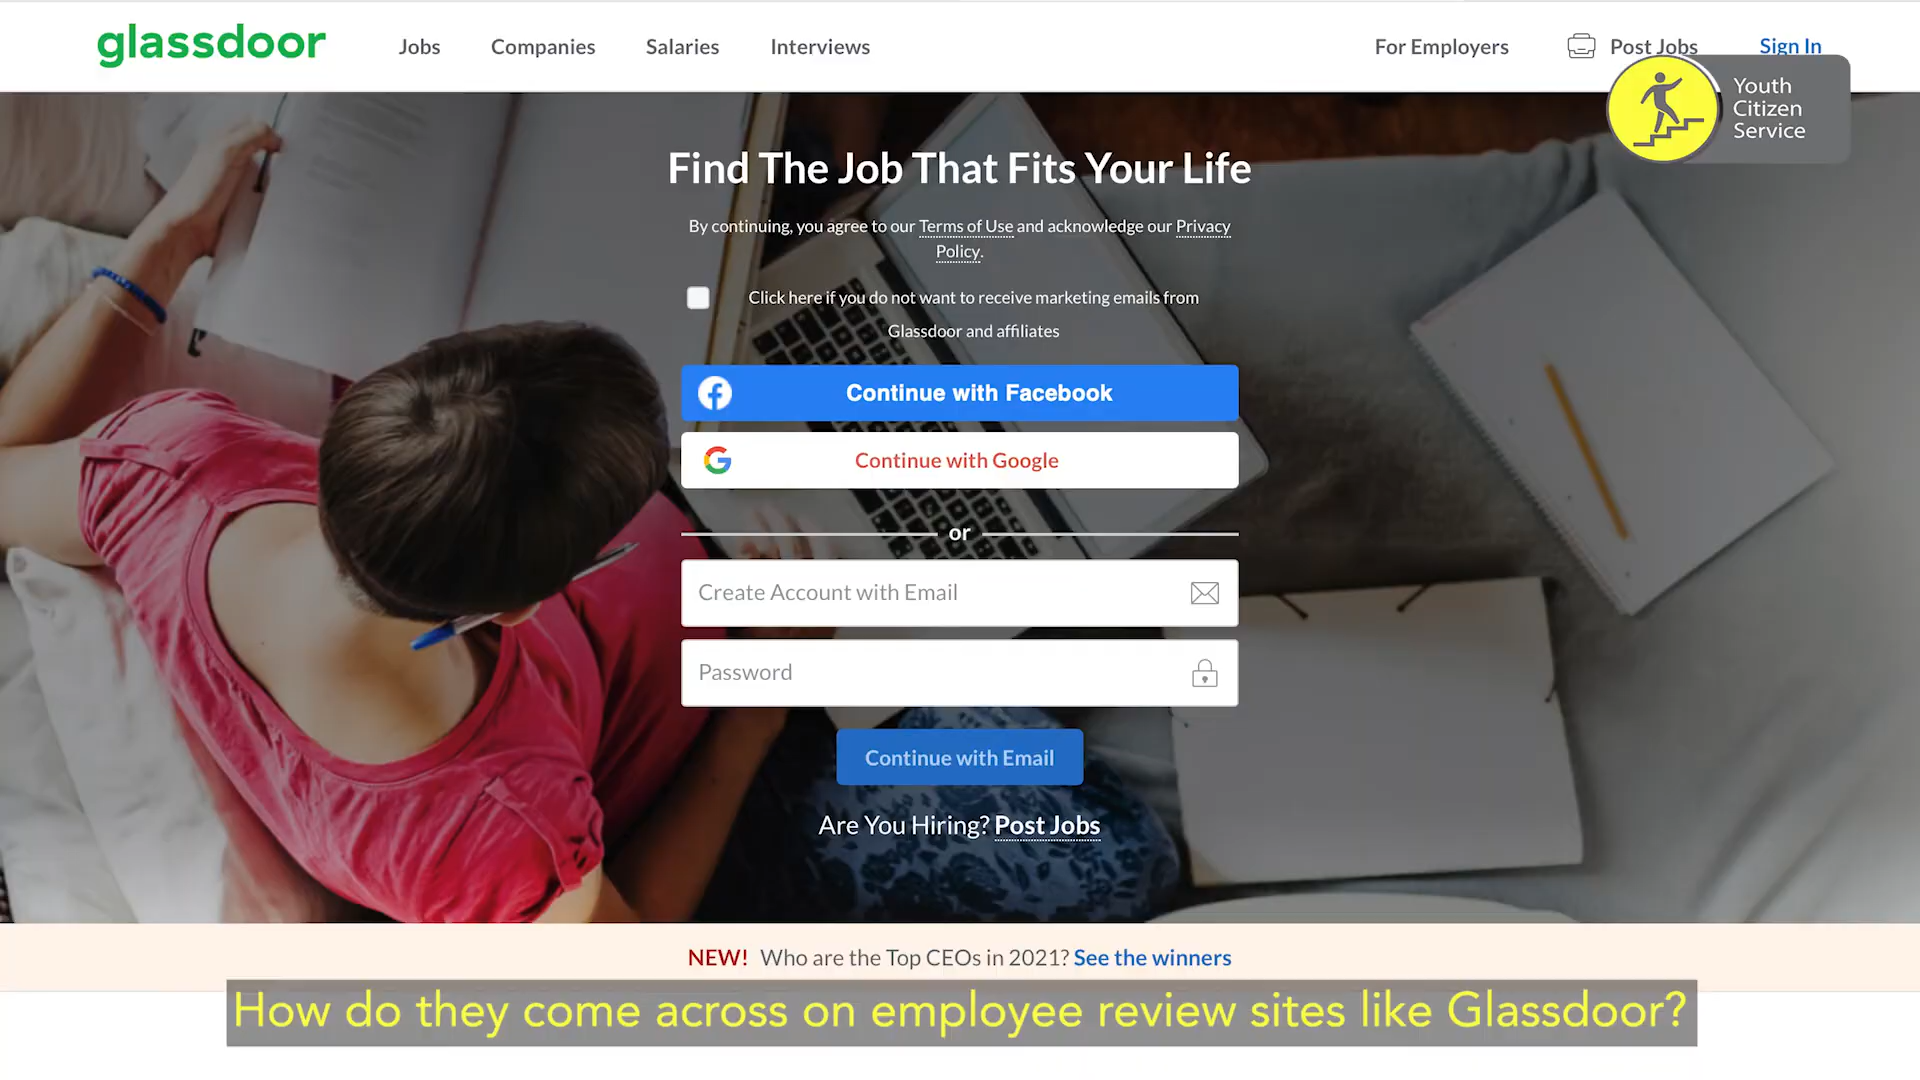 glassdoor
Jobs
Companies
Salaries
Interviews
For Employers
Post Jobs
Sign In
Youth
Citizen
Service
Find The Job That Fits Your Life
By continuing, you agree to our Terms of Use and acknowledge our Privacy
Policy.
Click here if you do not want to receive marketing emails from
Glassdoor and affiliates
Continue with Facebook
Continue with Google
or
Create Account with Email
Password
Continue with Email
Are You Hiring? Post Jobs
NEW! Who are the Top CEOs in 2021? See the winners
How do they come across on employee review sites like Glassdoor?